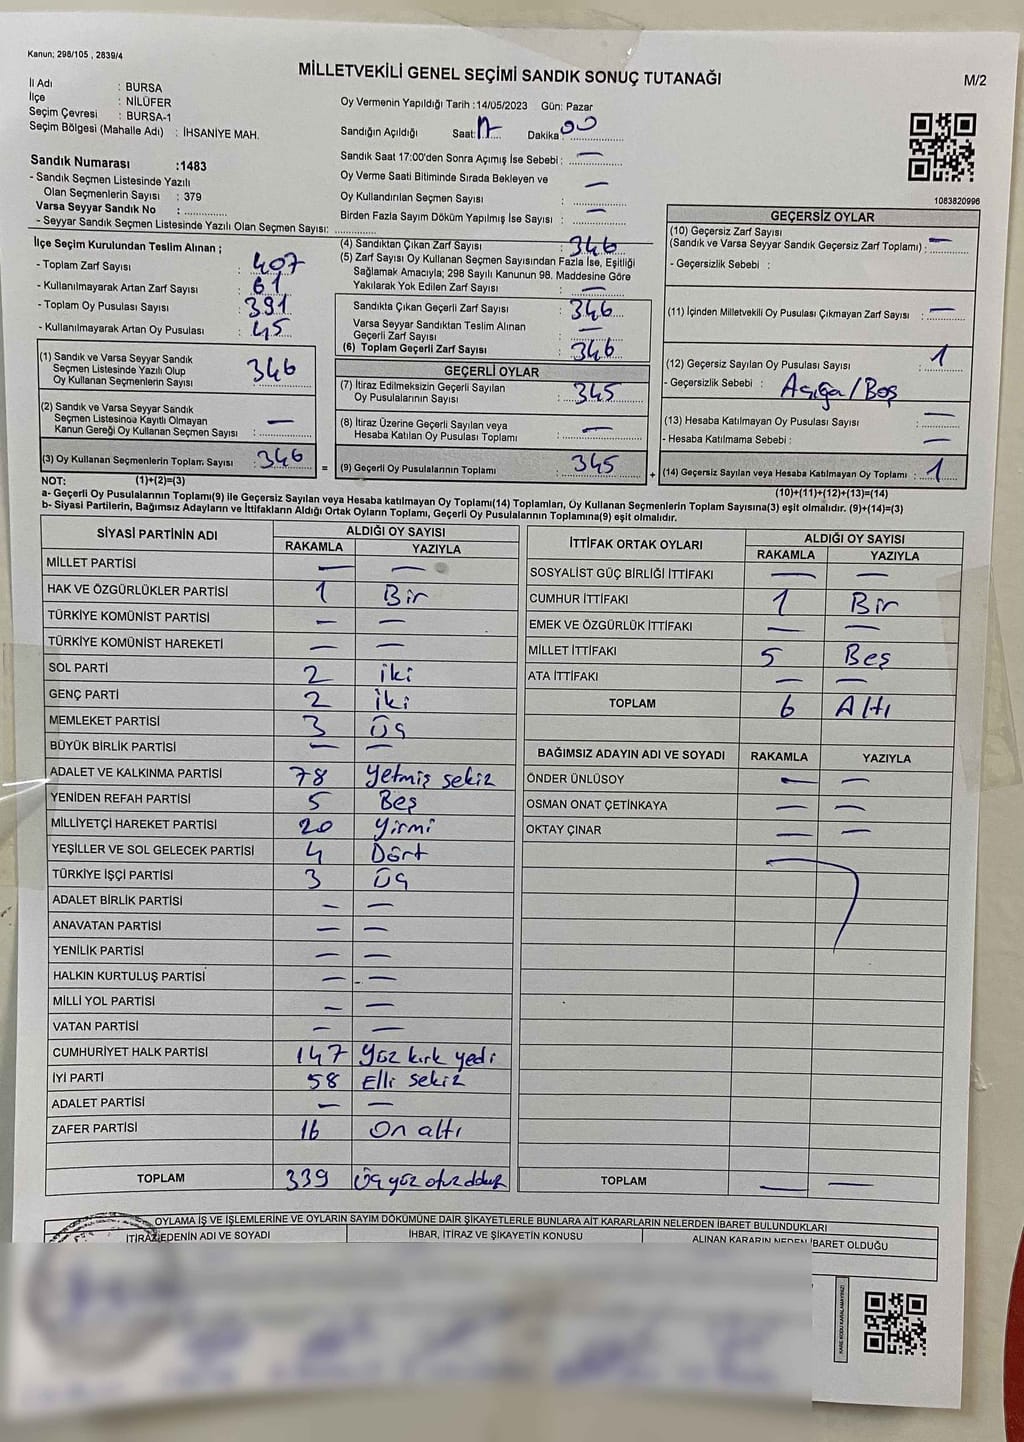 Kanun; 298/105 , 2839/4
MİLLETVEKİLİ GENEL SEÇİMİ SANDIK SONUÇ TUTANAĞI
M/2
İl Adı : BURSA
İlçe : NİLÜFER
Seçim Çevresi : BURSA-1
Seçim Bölgesi (Mahalle Adı) : İHSANİYE MAH.
Sandık Numarası :1483
- Sandık Seçmen Listesinde Yazılı
Olan Seçmenlerin Sayısı : 379
Varsa Seyyar Sandık No : ..............
- Seyyar Sandık Seçmen Listesinde Yazılı Olan Seçmen Sayısı: ..............
Oy Vermenin Yapıldığı Tarih :14/05/2023 Gün: Pazar
Sandığın Açıldığı Saat: 17 Dakika: 00
Sandık Saat 17:00'den Sonra Açımış İse Sebebi : —
Oy Verme Saati Bitiminde Sırada Bekleyen ve
Oy Kullandırılan Seçmen Sayısı : —
Birden Fazla Sayım Döküm Yapılmış İse Sayısı : —
1083820996
İlçe Seçim Kurulundan Teslim Alınan ;
- Toplam Zarf Sayısı : 407
- Kullanılmayarak Artan Zarf Sayısı : 61
- Toplam Oy Pusulası Sayısı : 391
- Kullanılmayarak Artan Oy Pusulası : 45
(1) Sandık ve Varsa Seyyar Sandık
Seçmen Listesinde Yazılı Olup
Oy Kullanan Seçmenlerin Sayısı : 346
(2) Sandık ve Varsa Seyyar Sandık
Seçmen Listesinde Kayıtlı Olmayan
Kanun Gereği Oy Kullanan Seçmen Sayısı : —
(3) Oy Kullanan Seçmenlerin Toplam Sayısı : 346
(4) Sandıktan Çıkan Zarf Sayısı : 346
(5) Zarf Sayısı Oy Kullanan Seçmen Sayısından Fazla İse, Eşitliği
Sağlamak Amacıyla; 298 Sayılı Kanunun 98. Maddesine Göre
Yakılarak Yok Edilen Zarf Sayısı : —
Sandıkta Çıkan Geçerli Zarf Sayısı : 346
Varsa Seyyar Sandıktan Teslim Alınan
Geçerli Zarf Sayısı : —
(6) Toplam Geçerli Zarf Sayısı : 346
GEÇERLİ OYLAR
(7) İtiraz Edilmeksizin Geçerli Sayılan
Oy Pusulalarının Sayısı : 345
(8) İtiraz Üzerine Geçerli Sayılan veya
Hesaba Katılan Oy Pusulası Toplamı : —
= (9) Geçerli Oy Pusulalarının Toplamı : 345 +
GEÇERSİZ OYLAR
(10) Geçersiz Zarf Sayısı
(Sandık ve Varsa Seyyar Sandık Geçersiz Zarf Toplamı) : —
- Geçersizlik Sebebi :
(11) İçinden Milletvekili Oy Pusulası Çıkmayan Zarf Sayısı : —
(12) Geçersiz Sayılan Oy Pusulası Sayısı : 1
- Geçersizlik Sebebi : Açığa/Boş
(13) Hesaba Katılmayan Oy Pusulası Sayısı : —
- Hesaba Katılmama Sebebi : —
(14) Geçersiz Sayılan veya Hesaba Katılmayan Oy Toplamı : 1
NOT: (1)+(2)=(3)
(10)+(11)+(12)+(13)=(14)
a- Geçerli Oy Pusulalarının Toplamı(9) ile Geçersiz Sayılan veya Hesaba katılmayan Oy Toplamı(14) Toplamları, Oy Kullanan Seçmenlerin Toplam Sayısına(3) eşit olmalıdır. (9)+(14)=(3)
b- Siyasi Partilerin, Bağımsız Adayların ve İttifakların Aldığı Ortak Oyların Toplamı, Geçerli Oy Pusulalarının Toplamına(9) eşit olmalıdır.
SİYASİ PARTİNİN ADI ALDIĞI OY SAYISI
RAKAMLA YAZIYLA
MİLLET PARTİSİ — —
HAK VE ÖZGÜRLÜKLER PARTİSİ 1 Bir
TÜRKİYE KOMÜNİST PARTİSİ — —
TÜRKİYE KOMÜNİST HAREKETİ — —
SOL PARTİ 2 iki
GENÇ PARTİ 2 iki
MEMLEKET PARTİSİ 3 Üç
BÜYÜK BİRLİK PARTİSİ — —
ADALET VE KALKINMA PARTİSİ 78 yetmiş sekiz
YENİDEN REFAH PARTİSİ 5 Beş
MİLLİYETÇİ HAREKET PARTİSİ 20 Yirmi
YEŞİLLER VE SOL GELECEK PARTİSİ 4 Dört
TÜRKİYE İŞÇİ PARTİSİ 3 Üç
ADALET BİRLİK PARTİSİ — —
ANAVATAN PARTİSİ — —
YENİLİK PARTİSİ — —
HALKIN KURTULUŞ PARTİSİ — —
MİLLİ YOL PARTİSİ — —
VATAN PARTİSİ — —
CUMHURİYET HALK PARTİSİ 147 Yüz kırk yedi
İYİ PARTİ 58 Elli sekiz
ADALET PARTİSİ — —
ZAFER PARTİSİ 16 On altı
TOPLAM 339 Üçyüz otuz dokuz
İTTİFAK ORTAK OYLARI ALDIĞI OY SAYISI
RAKAMLA YAZIYLA
SOSYALİST GÜÇ BİRLİĞİ İTTİFAKI — —
CUMHUR İTTİFAKI 1 Bir
EMEK VE ÖZGÜRLÜK İTTİFAKI — —
MİLLET İTTİFAKI 5 Beş
ATA İTTİFAKI — —
TOPLAM 6 Altı
BAĞIMSIZ ADAYIN ADI VE SOYADI RAKAMLA YAZIYLA
ÖNDER ÜNLÜSOY — —
OSMAN ONAT ÇETİNKAYA — —
OKTAY ÇINAR — —
TOPLAM — —
OYLAMA İŞ VE İŞLEMLERİNE VE OYLARIN SAYIM DÖKÜMÜNE DAİR ŞİKAYETLERLE BUNLARA AİT KARARLARIN NELERDEN İBARET BULUNDUKLARI
İTİRAZ EDENİN ADI VE SOYADI İHBAR, İTİRAZ VE ŞİKAYETİN KONUSU ALINAN KARARIN NEDEN İBARET OLDUĞU
KARE KODU KARALAMAYINIZ!